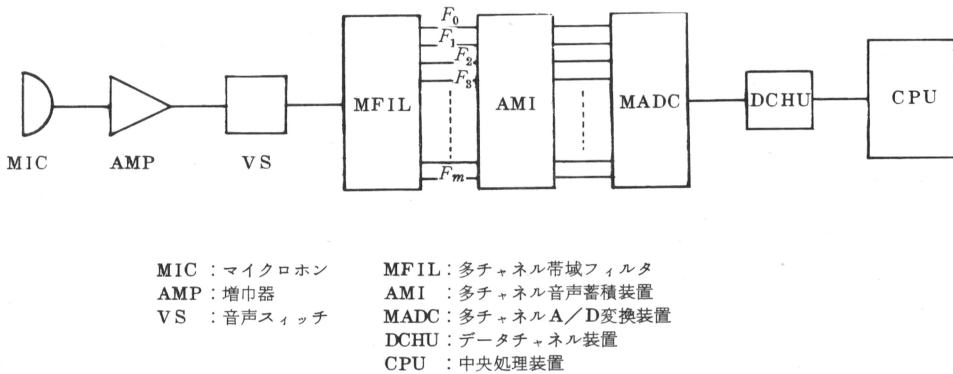 F0
F1
F2
F3
Fm
MFIL
AMI
MADC
DCHU
CPU
MIC
AMP
VS
MIC：マイクロホン
AMP：増巾器
VS：音声スィッチ
MFIL：多チャネル帯域フィルタ
AMI：多チャネル音声蓄積装置
MADC：多チャネルA／D変換装置
DCHU：データチャネル装置
CPU：中央処理装置